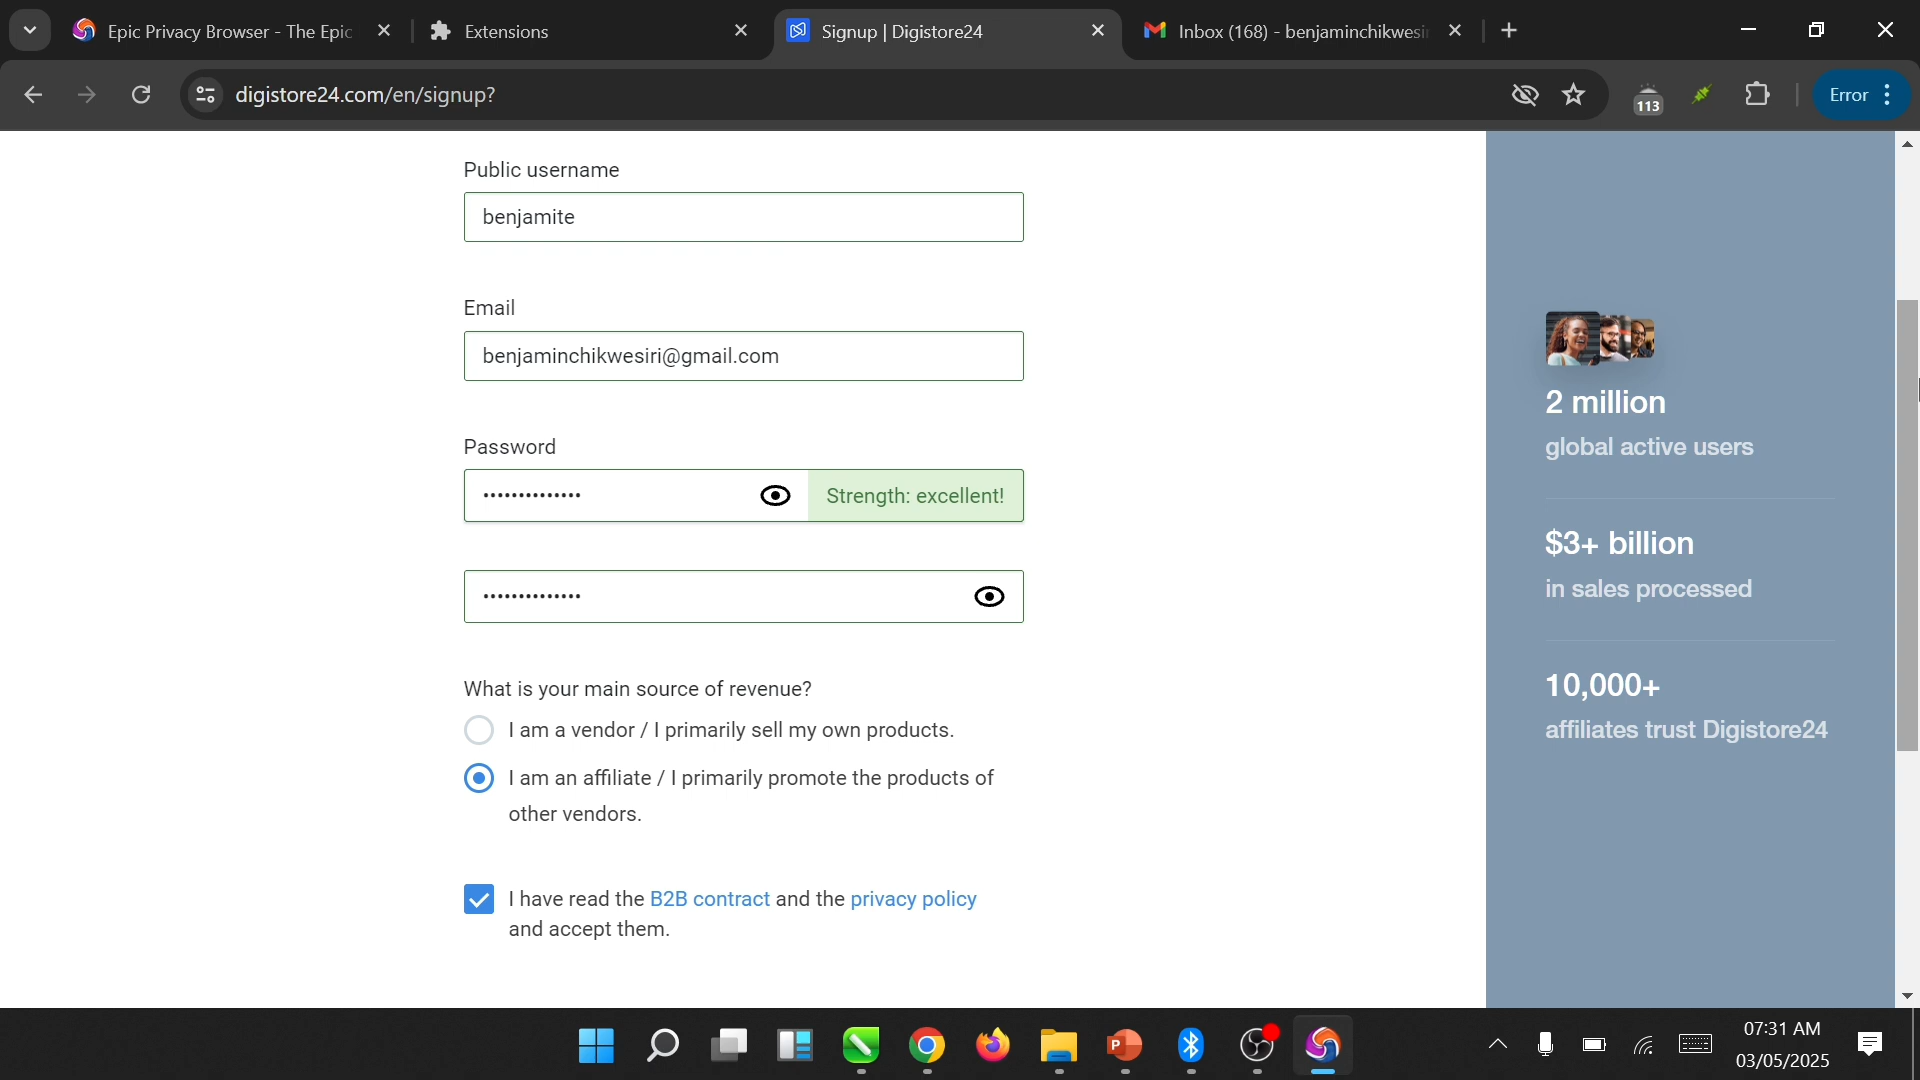 Epic Privacy Browser - The Epic
Extensions
Signup | Digistore24
Inbox (168) - benjaminchikwesi
digistore24.com/en/signup?
113
Error
Public username
benjamite
Email
benjaminchikwesiri@gmail.com
Password
••••••••••••••
Strength: excellent!
••••••••••••••
What is your main source of revenue?
I am a vendor / I primarily sell my own products.
I am an affiliate / I primarily promote the products of
other vendors.
I have read the B2B contract and the privacy policy
and accept them.
2 million
global active users
$3+ billion
in sales processed
10,000+
affiliates trust Digistore24
07:31 AM
03/05/2025